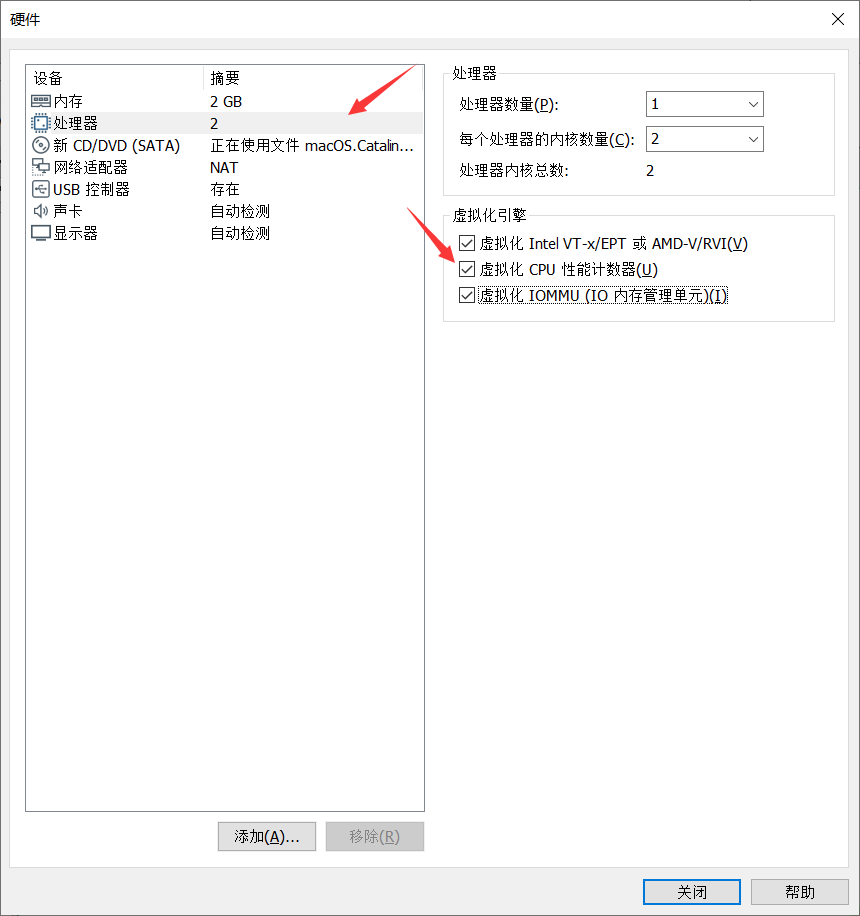 硬件
设备 摘要
内存 2 GB
处理器 2
新 CD/DVD (SATA) 正在使用文件 macOS.Catalin...
网络适配器 NAT
USB 控制器 存在
声卡 自动检测
显示器 自动检测
添加(A)... 移除(R)
处理器
处理器数量(P): 1
每个处理器的内核数量(C): 2
处理器内核总数: 2
虚拟化引擎
虚拟化 Intel VT-x/EPT 或 AMD-V/RVI(V)
虚拟化 CPU 性能计数器(U)
虚拟化 IOMMU (IO 内存管理单元)(I)
关闭 帮助